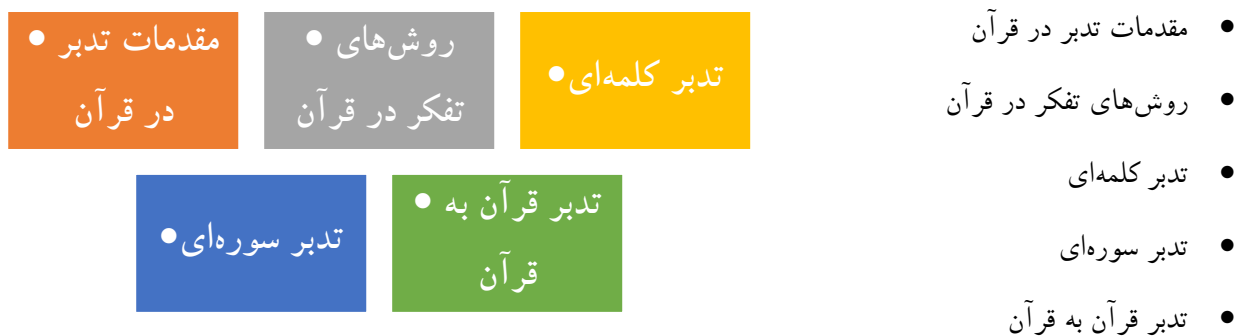 • مقدمات تدبر در قرآن
• روش‌های تفکر در قرآن
• تدبر کلمه‌ای
• تدبر سوره‌ای
• تدبر قرآن به قرآن
تدبر کلمه‌ای•
روش‌های •
تفکر در قرآن
مقدمات تدبر •
در قرآن
تدبر قرآن به •
قرآن
تدبر سوره‌ای•